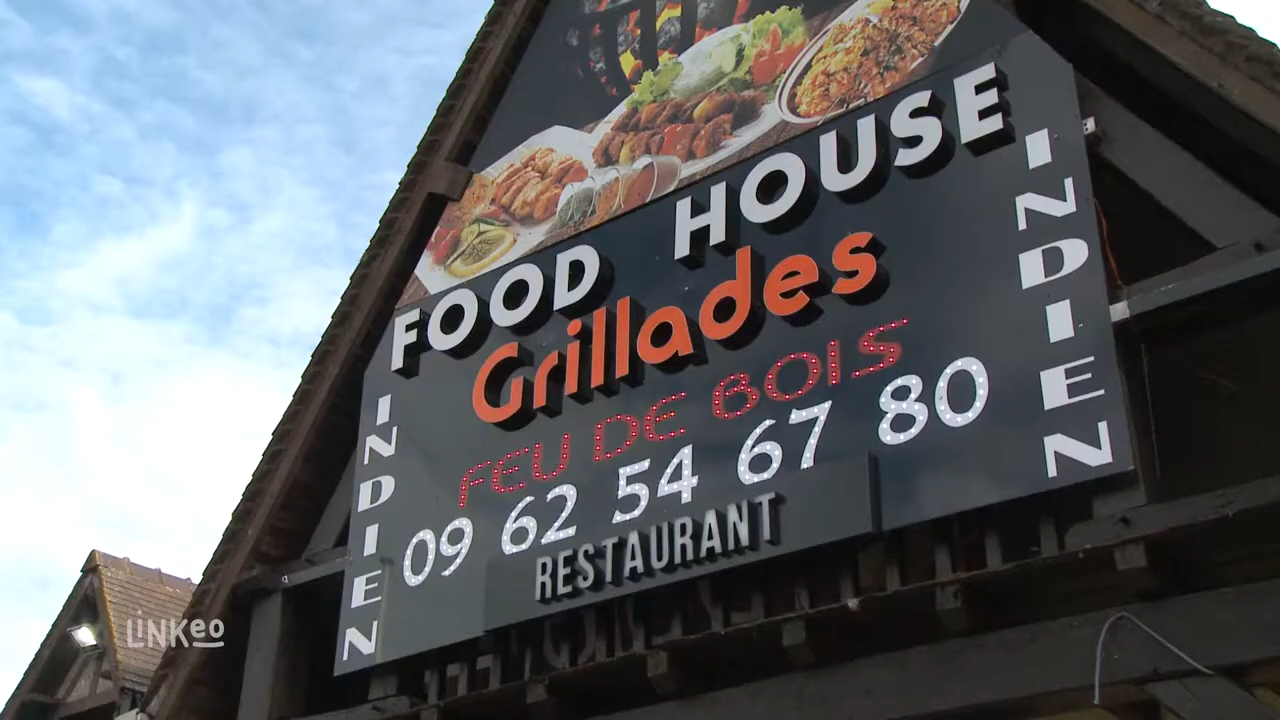 FOOD HOUSE
Grillades
FEU DE BOIS
09 62 54 67 80
RESTAURANT
INDIEN
INDIEN
LINKeo